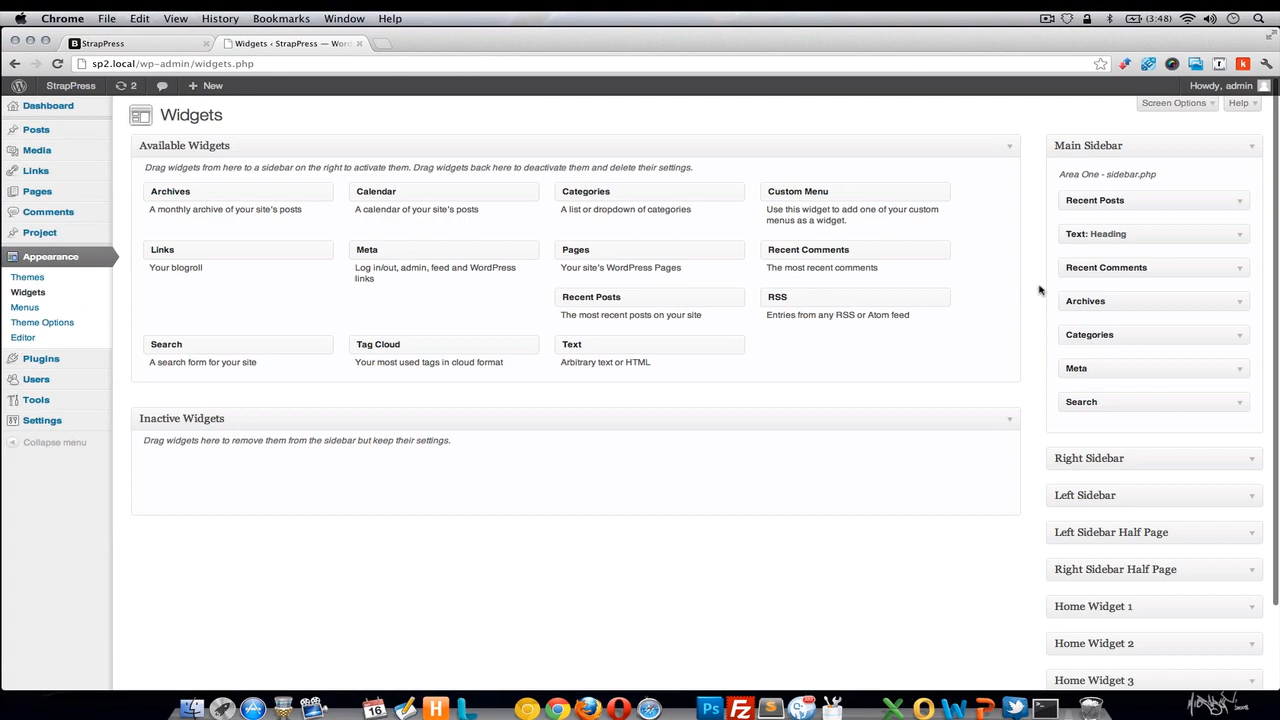 Chrome File Edit View History Bookmarks Window Help (3:48)
StrapPress
Widgets ‹ StrapPress — Wor
sp2.local/wp-admin/widgets.php
StrapPress 2 + New Howdy, admin
Screen Options Help
Dashboard
Posts
Media
Links
Pages
Comments
Project
Appearance
Themes
Widgets
Menus
Theme Options
Editor
Plugins
Users
Tools
Settings
Collapse menu
Widgets
Available Widgets
Drag widgets from here to a sidebar on the right to activate them. Drag widgets back here to deactivate them and delete their settings.
Archives
A monthly archive of your site's posts
Calendar
A calendar of your site's posts
Categories
A list or dropdown of categories
Custom Menu
Use this widget to add one of your custom
menus as a widget.
Links
Your blogroll
Meta
Log in/out, admin, feed and WordPress
links
Pages
Your site's WordPress Pages
Recent Comments
The most recent comments
Recent Posts
The most recent posts on your site
RSS
Entries from any RSS or Atom feed
Search
A search form for your site
Tag Cloud
Your most used tags in cloud format
Text
Arbitrary text or HTML
Inactive Widgets
Drag widgets here to remove them from the sidebar but keep their settings.
Main Sidebar
Area One - sidebar.php
Recent Posts
Text: Heading
Recent Comments
Archives
Categories
Meta
Search
Right Sidebar
Left Sidebar
Left Sidebar Half Page
Right Sidebar Half Page
Home Widget 1
Home Widget 2
Home Widget 3
16
H
L
Ps
Fz
S
X
O
W
P